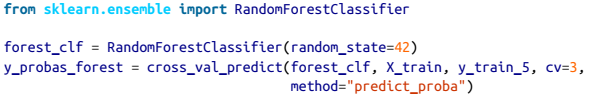 from sklearn.ensemble import RandomForestClassifier
forest_clf = RandomForestClassifier(random_state=42)
y_probas_forest = cross_val_predict(forest_clf, X_train, y_train_5, cv=3,
method="predict_proba")